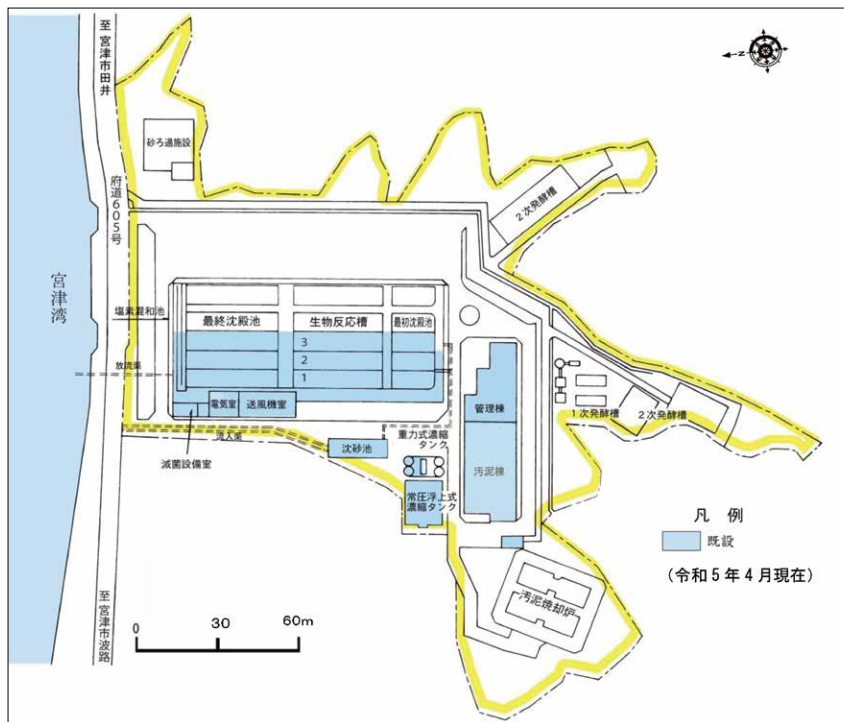 至 宮津市田井
N
砂ろ過施設
府道605号
2次発酵槽
宮津湾
塩素混和池
最終沈殿池
生物反応槽
最初沈殿池
3
2
1
放流渠
電気室
送風機室
管理棟
1次発酵槽
2次発酵槽
流入渠
滅菌設備室
沈砂池
重力式濃縮
タンク
汚泥棟
常圧浮上式
濃縮タンク
凡 例
既設
(令和5年4月現在)
汚泥焼却炉
至 宮津市波路
0
30
60m